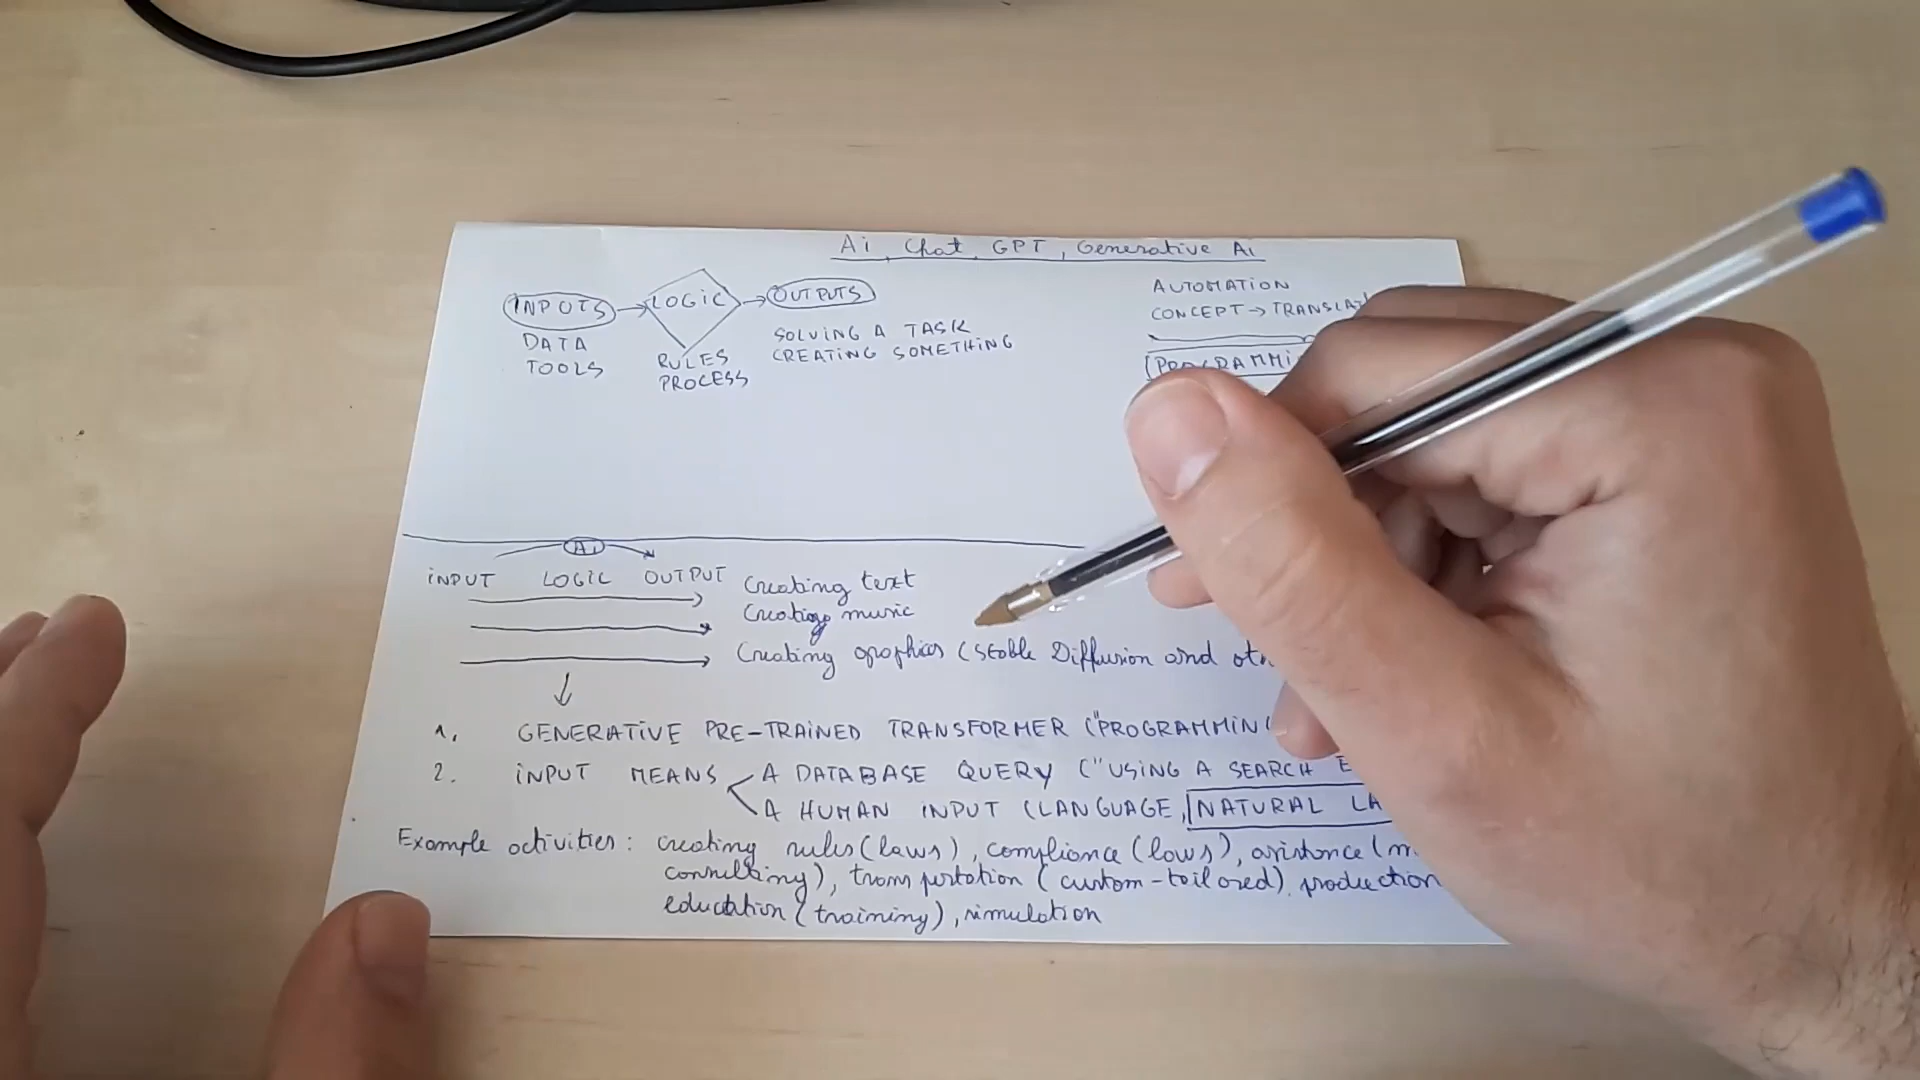 Ai, Chat GPT, Generative Ai
INPUTS → LOGIC → OUTPUTS
DATA
TOOLS
RULES
PROCESS
SOLVING A TASK
CREATING SOMETHING
AUTOMATION
CONCEPT →
Ai
INPUT LOGIC OUTPUT
Creating text
Creating music
Creating graphics (Stable Diffusion and
1. GENERATIVE PRE-TRAINED TRANSFORMER ("PROGRAMMING
2. INPUT MEANS A DATABASE QUERY ("USING A SEARCH
A HUMAN INPUT (LANGUAGE, NATURAL
Example activities: creating rules (laws), compliance (laws), asistence
consulting), transportation (custom-tailored), production
education (training), simulation